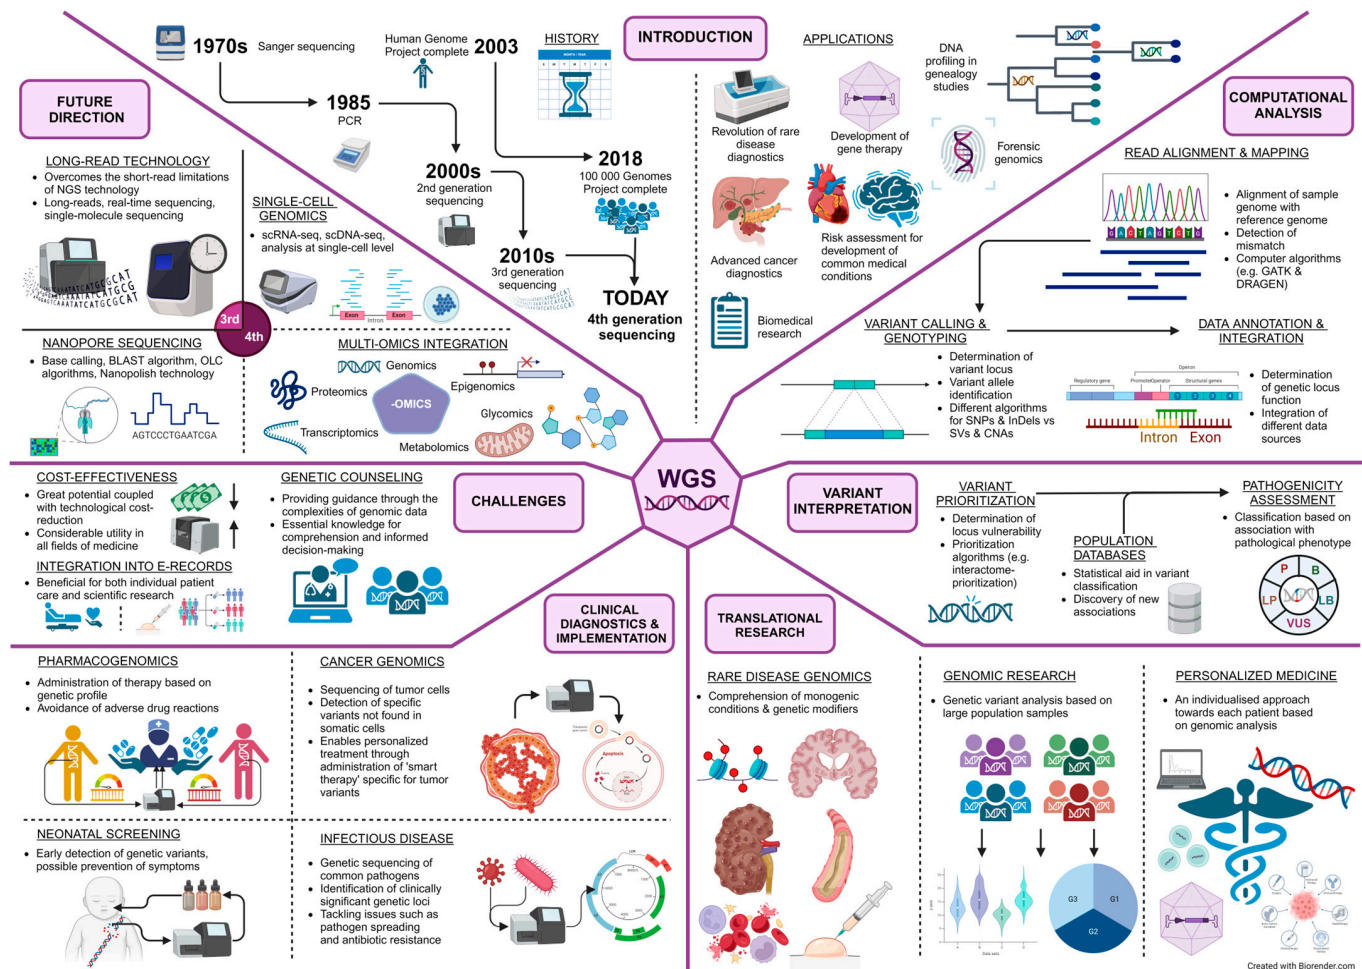 INTRODUCTION
HISTORY
1970s
Sanger sequencing
1985
PCR
2000s
2nd generation
sequencing
2010s
3rd generation
sequencing
Human Genome
Project complete
2003
2018
100 000 Genomes
Project complete
TODAY
4th generation
sequencing
APPLICATIONS
Revolution of rare
disease
diagnostics
Development of
gene therapy
DNA
profiling in
genealogy
studies
Forensic
genomics
Advanced cancer
diagnostics
Risk assessment for
development of
common medical
conditions
Biomedical
research
COMPUTATIONAL
ANALYSIS
READ ALIGNMENT & MAPPING
G A C T A G T C T G
• Alignment of sample
genome with
reference genome
• Detection of
mismatch
• Computer algorithms
(e.g. GATK &
DRAGEN)
VARIANT CALLING &
GENOTYPING
• Determination of
variant locus
• Variant allele
identification
• Different algorithms
for SNPs & InDels vs
SVs & CNAs
DATA ANNOTATION &
INTEGRATION
Operon
Regulatory gene
Promoter
Operator
Structural genes
1 2 3 4
Intron
Exon
• Determination
of genetic locus
function
• Integration of
different data
sources
FUTURE
DIRECTION
LONG-READ TECHNOLOGY
• Overcomes the short-read limitations
of NGS technology
• Long-reads, real-time sequencing,
single-molecule sequencing
SINGLE-CELL
GENOMICS
• scRNA-seq, scDNA-seq,
analysis at single-cell level
Exon
Intron
Exon
3rd
4th
NANOPORE SEQUENCING
• Base calling, BLAST algorithm, OLC
algorithms, Nanopolish technology
AGTCCCTGAATCGA
MULTI-OMICS INTEGRATION
Genomics
Proteomics
Epigenomics
-OMICS
Glycomics
Transcriptomics
Metabolomics
WGS
CHALLENGES
COST-EFFECTIVENESS
• Great potential coupled
with technological cost-
reduction
• Considerable utility in
all fields of medicine
INTEGRATION INTO E-RECORDS
• Beneficial for both individual patient
care and scientific research
GENETIC COUNSELING
• Providing guidance through the
complexities of genomic data
• Essential knowledge for
comprehension and informed
decision-making
VARIANT
INTERPRETATION
VARIANT
PRIORITIZATION
• Determination of
locus vulnerability
• Prioritization
algorithms (e.g.
interactome-
prioritization)
POPULATION
DATABASES
• Statistical aid in variant
classification
• Discovery of new
associations
PATHOGENICITY
ASSESSMENT
• Classification based on
association with
pathological phenotype
P
B
LP
LB
VUS
CLINICAL
DIAGNOSTICS &
IMPLEMENTATION
PHARMACOGENOMICS
• Administration of therapy based on
genetic profile
• Avoidance of adverse drug reactions
CANCER GENOMICS
• Sequencing of tumor cells
• Detection of specific
variants not found in
somatic cells
• Enables personalized
treatment through
administration of 'smart
therapy' specific for tumor
variants
Apoptosis
NEONATAL SCREENING
• Early detection of genetic variants,
possible prevention of symptoms
INFECTIOUS DISEASE
• Genetic sequencing of
common pathogens
• Identification of clinically
significant genetic loci
• Tackling issues such as
pathogen spreading
and antibiotic resistance
TRANSLATIONAL
RESEARCH
RARE DISEASE GENOMICS
• Comprehension of monogenic
conditions & genetic modifiers
GENOMIC RESEARCH
• Genetic variant analysis based on
large population samples
Data sets
G3
G1
G2
PERSONALIZED MEDICINE
• An individualised approach
towards each patient based
on genomic analysis
Created with Biorender.com